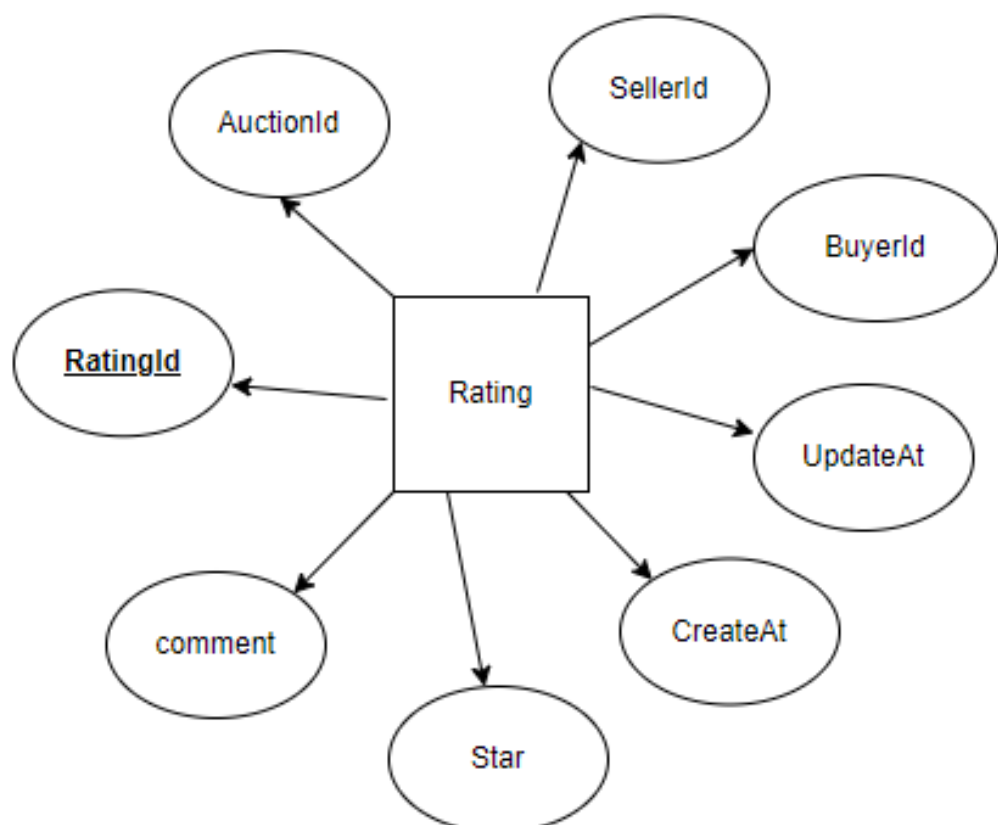 SellerId
AuctionId
BuyerId
RatingId
Rating
UpdateAt
CreateAt
comment
Star